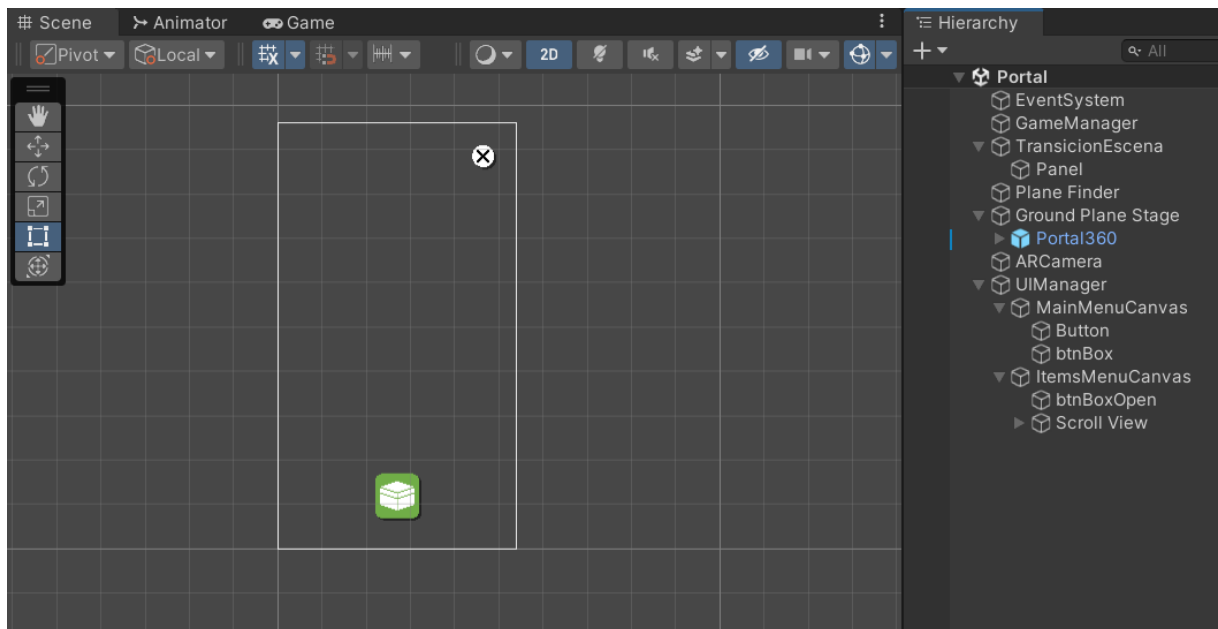 Scene Animator Game
Pivot Local 2D
Hierarchy
All
Portal
EventSystem
GameManager
TransicionEscena
Panel
Plane Finder
Ground Plane Stage
Portal360
ARCamera
UIManager
MainMenuCanvas
Button
btnBox
ItemsMenuCanvas
btnBoxOpen
Scroll View